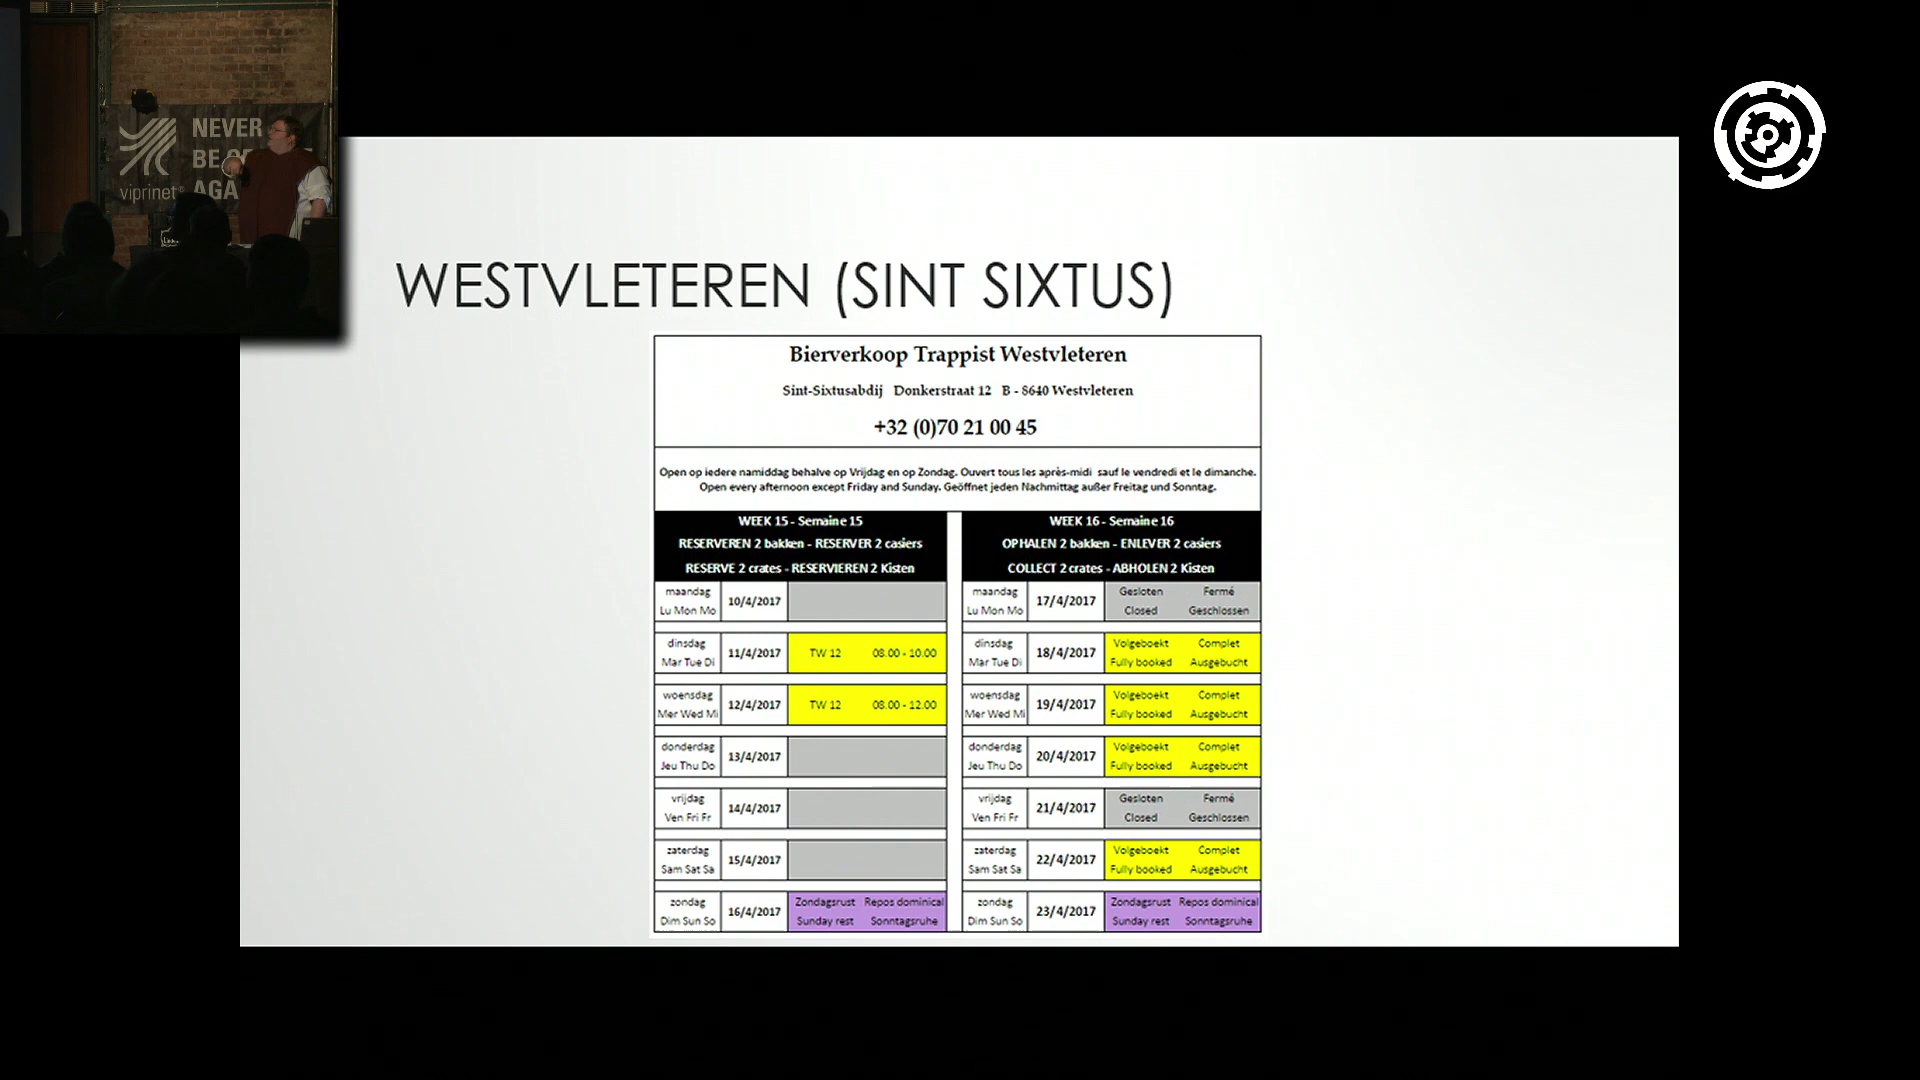 NEVER
BE
viprinet
AGA
WESTVLETEREN (SINT SIXTUS)
Bierverkoop Trappist Westvleteren
Sint-Sixtusabdij Donkerstraat 12 B - 8640 Westvleteren
+32 (0)70 21 00 45
Open op iedere namiddag behalve op Vrijdag en op Zondag. Ouvert tous les après-midi sauf le vendredi et le dimanche.
Open every afternoon except Friday and Sunday. Geöffnet jeden Nachmittag außer Freitag und Sonntag.
WEEK 15 - Semaine 15
RESERVEREN 2 bakken - RESERVER 2 casiers
RESERVE 2 crates - RESERVIEREN 2 Kisten
maandag
Lu Mon Mo
10/4/2017
dinsdag
Mar Tue Di
11/4/2017
TW 12 08.00 - 10.00
woensdag
Mer Wed Mi
12/4/2017
TW 12 08.00 - 12.00
donderdag
Jeu Thu Do
13/4/2017
vrijdag
Ven Fri Fr
14/4/2017
zaterdag
Sam Sat Sa
15/4/2017
zondag
Dim Sun So
16/4/2017
Zondagsrust Repos dominical
Sunday rest Sonntagsruhe
WEEK 16 - Semaine 16
OPHALEN 2 bakken - ENLEVER 2 casiers
COLLECT 2 crates - ABHOLEN 2 Kisten
maandag
Lu Mon Mo
17/4/2017
Gesloten Fermé
Closed Geschlossen
dinsdag
Mar Tue Di
18/4/2017
Volgeboekt Complet
Fully booked Ausgebucht
woensdag
Mer Wed Mi
19/4/2017
Volgeboekt Complet
Fully booked Ausgebucht
donderdag
Jeu Thu Do
20/4/2017
Volgeboekt Complet
Fully booked Ausgebucht
vrijdag
Ven Fri Fr
21/4/2017
Gesloten Fermé
Closed Geschlossen
zaterdag
Sam Sat Sa
22/4/2017
Volgeboekt Complet
Fully booked Ausgebucht
zondag
Dim Sun So
23/4/2017
Zondagsrust Repos dominical
Sunday rest Sonntagsruhe